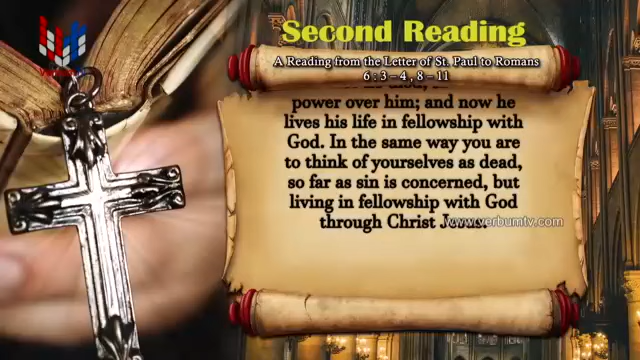 Second Reading
A Reading from the Letter of St. Paul to Romans
6 : 3 – 4 , 8 – 11
power over him; and now he
lives his life in fellowship with
God. In the same way you are
to think of yourselves as dead,
so far as sin is concerned, but
living in fellowship with God
through Christ Jesus.
www.verbumtv.com